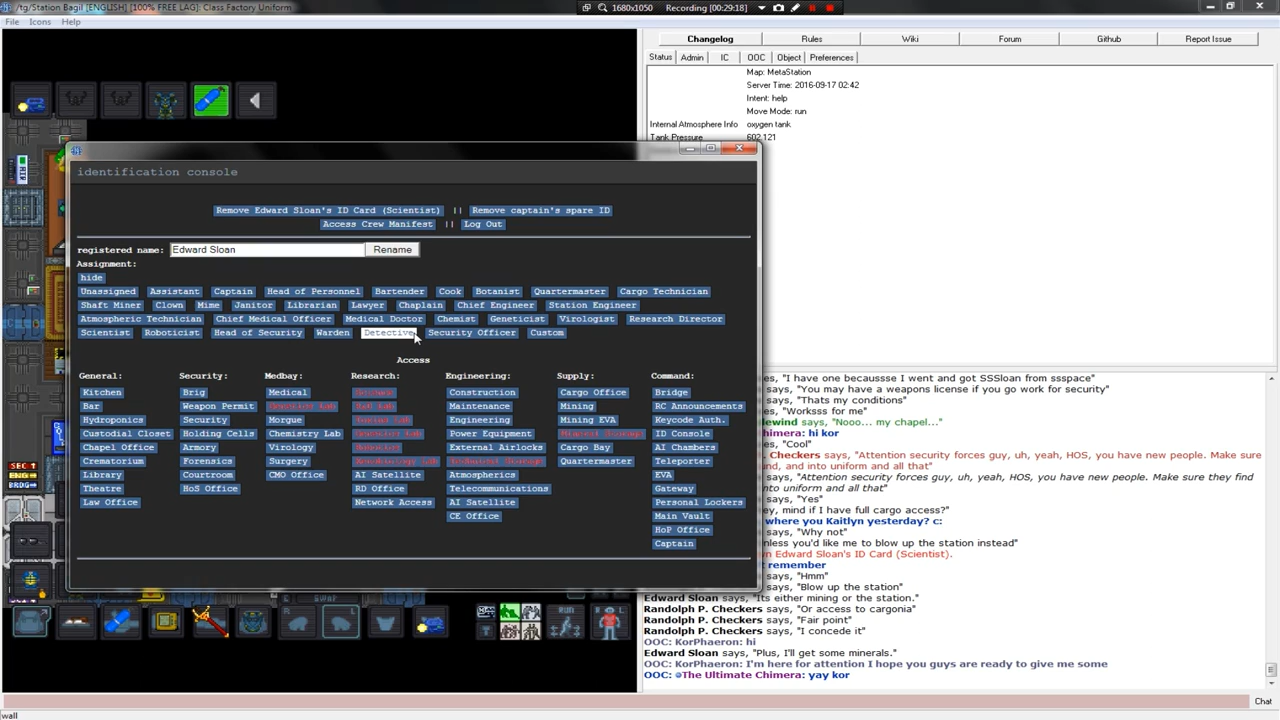 /tg/Station Bagil [ENGLISH] [100% FREE LAG]: Class Factory Uniform
1680x1050
Recording [00:29:18]
File Icons Help
Changelog Rules Wiki Forum Github Report Issue
Status Admin IC OOC Object Preferences
Map: MetaStation
Server Time: 2016-09-17 02:42
Intent: help
Move Mode: run
Internal Atmosphere Info oxygen tank
Tank Pressure 602.121
identification console
Remove Edward Sloan's ID Card (Scientist) || Remove captain's spare ID
Access Crew Manifest || Log Out
registered name: Edward Sloan Rename
Assignment:
hide
Unassigned Assistant Captain Head of Personnel Bartender Cook Botanist Quartermaster Cargo Technician
Shaft Miner Clown Mime Janitor Librarian Lawyer Chaplain Chief Engineer Station Engineer
Atmospheric Technician Chief Medical Officer Medical Doctor Chemist Geneticist Virologist Research Director
Scientist Roboticist Head of Security Warden Detective Security Officer Custom
Access
General: Security: Medbay: Research: Engineering: Supply: Command:
Kitchen Brig Medical Construction Cargo Office Bridge
Bar Weapon Permit Maintenance Mining RC Announcements
Hydroponics Security Morgue Engineering Mining EVA Keycode Auth.
Custodial Closet Holding Cells Chemistry Lab Power Equipment ID Console
Chapel Office Armory Virology External Airlocks Cargo Bay AI Chambers
Crematorium Forensics Surgery Quartermaster Teleporter
Library Courtroom CMO Office AI Satellite Atmospherics EVA
Theatre HoS Office RD Office Telecommunications Gateway
Law Office Network Access AI Satellite Personal Lockers
CE Office Main Vault
HoP Office
Captain
says, "I have one becaussse I went and got SSSloan from ssspace"
says, "You may have a weapons license if you go work for security"
says, "Thats my conditions"
says, "Worksss for me"
lewind says, "Nooo... my chapel..."
himera: hi kor
says, "Cool"
Checkers says, "Attention security forces guy, uh, yeah, HOS, you have new people. Make sure
nd, and into uniform and all that"
says, "Attention security forces guy, uh, yeah, HOS, you have new people. Make sure they find
into uniform and all that"
says, "Yes"
ey, mind if i have full cargo access?"
where you Kaitlyn yesterday? c:
says, "Why not"
nless you'd like me to blow up the station instead"
n Edward Sloan's ID Card (Scientist).
t remember
says, "Hmm"
says, "Blow up the station"
Edward Sloan says, "Its either mining or the station."
Randolph P. Checkers says, "Or access to cargonia"
Randolph P. Checkers says, "Fair point"
Randolph P. Checkers says, "I concede it"
OOC: KorPhaeron: hi
Edward Sloan says, "Plus, I'll get some minerals."
OOC: KorPhaeron: I'm here for attention I hope you guys are ready to give me some
OOC: The Ultimate Chimera: yay kor
SEC 1
ENG
BRDG
SWAP
RUN
R L
Chat
wall